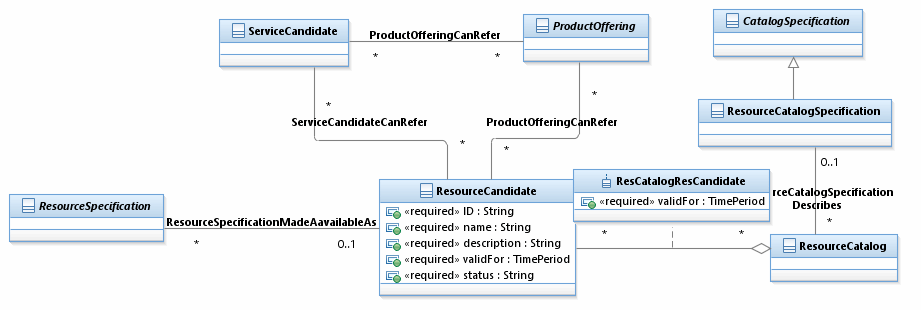 ServiceCandidate
ProductOfferingCanRefer
*
*
ProductOffering
CatalogSpecification
ResourceCatalogSpecification
*
*
ServiceCandidateCanRefer
ProductOfferingCanRefer
*
*
0..1
rceCatalogSpecification
Describes
*
ResourceSpecification
ResourceSpecificationMadeAavailableAs
*
0..1
ResourceCandidate
«required» ID : String
«required» name : String
«required» description : String
«required» validFor : TimePeriod
«required» status : String
ResCatalogResCandidate
«required» validFor : TimePeriod
*
*
ResourceCatalog